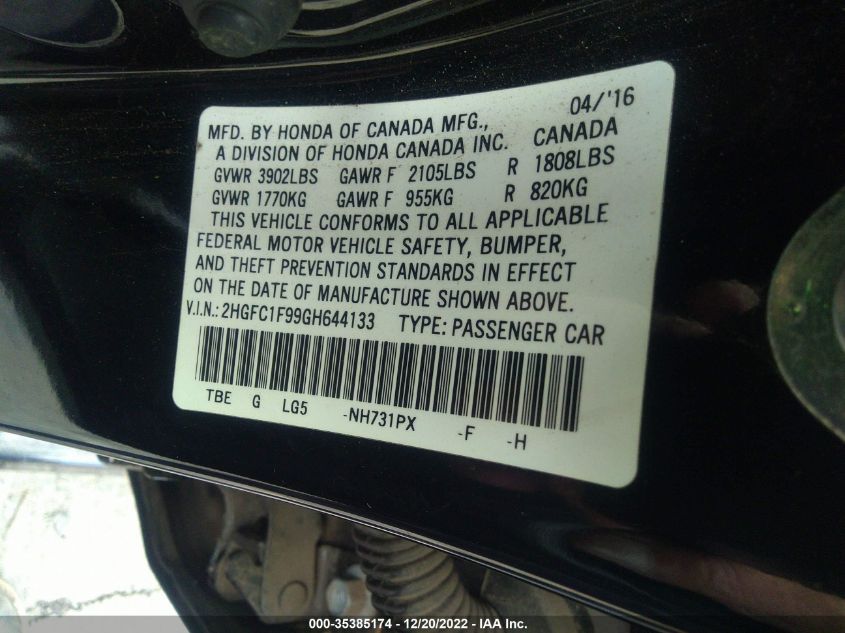 04/'16
MFD. BY HONDA OF CANADA MFG.,
A DIVISION OF HONDA CANADA INC. CANADA
GVWR 3902LBS GAWR F 2105LBS R 1808LBS
GVWR 1770KG GAWR F 955KG R 820KG
THIS VEHICLE CONFORMS TO ALL APPLICABLE
FEDERAL MOTOR VEHICLE SAFETY, BUMPER,
AND THEFT PREVENTION STANDARDS IN EFFECT
ON THE DATE OF MANUFACTURE SHOWN ABOVE.
V.I.N.: 2HGFC1F99GH644133 TYPE: PASSENGER CAR
TBE G LG5 -NH731PX -F -H
000-35385174 - 12/20/2022 - IAA Inc.